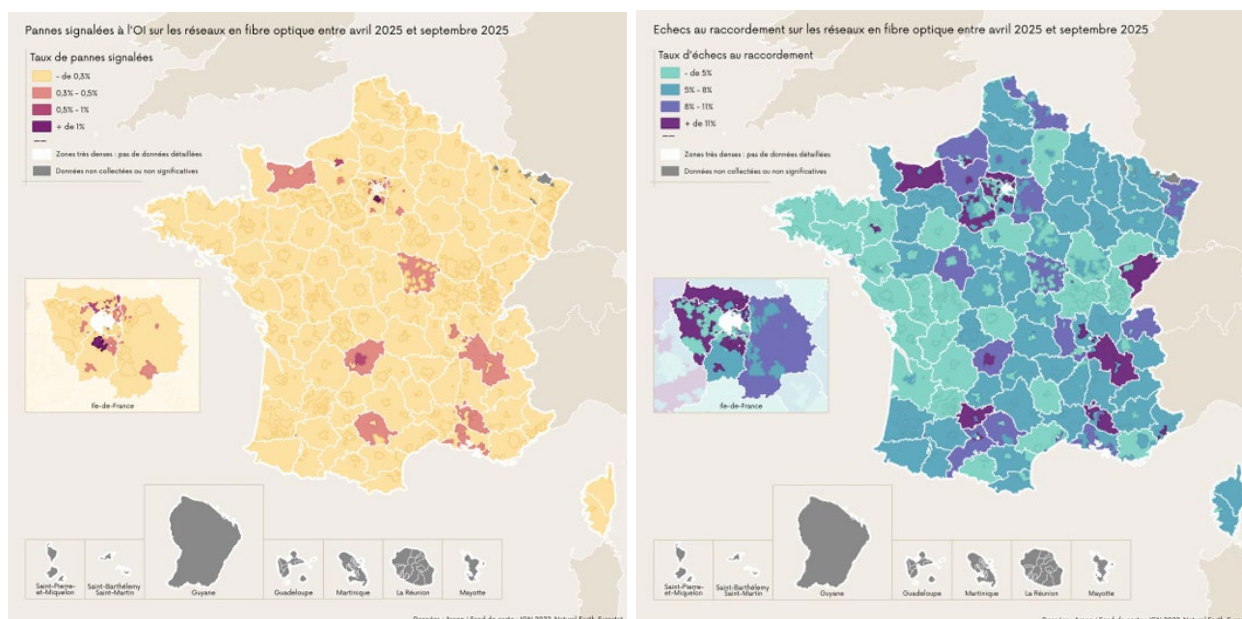 Pannes signalées à l'OI sur les réseaux en fibre optique entre avril 2025 et septembre 2025
Taux de pannes signalées
- de 0,3%
0,3% - 0,5%
0,5% - 1%
+ de 1%
Zones très denses : pas de données détaillées
Données non collectées ou non significatives
Ile-de-France
Saint-Pierre-
et-Miquelon
Saint-Barthélemy
Saint-Martin
Guyane
Guadeloupe
Martinique
La Réunion
Mayotte
Echecs au raccordement sur les réseaux en fibre optique entre avril 2025 et septembre 2025
Taux d'échecs au raccordement
- de 5%
5% - 8%
8% - 11%
+ de 11%
Zones très denses : pas de données détaillées
Données non collectées ou non significatives
Ile-de-France
Saint-Pierre-
et-Miquelon
Saint-Barthélemy
Saint-Martin
Guyane
Guadeloupe
Martinique
La Réunion
Mayotte